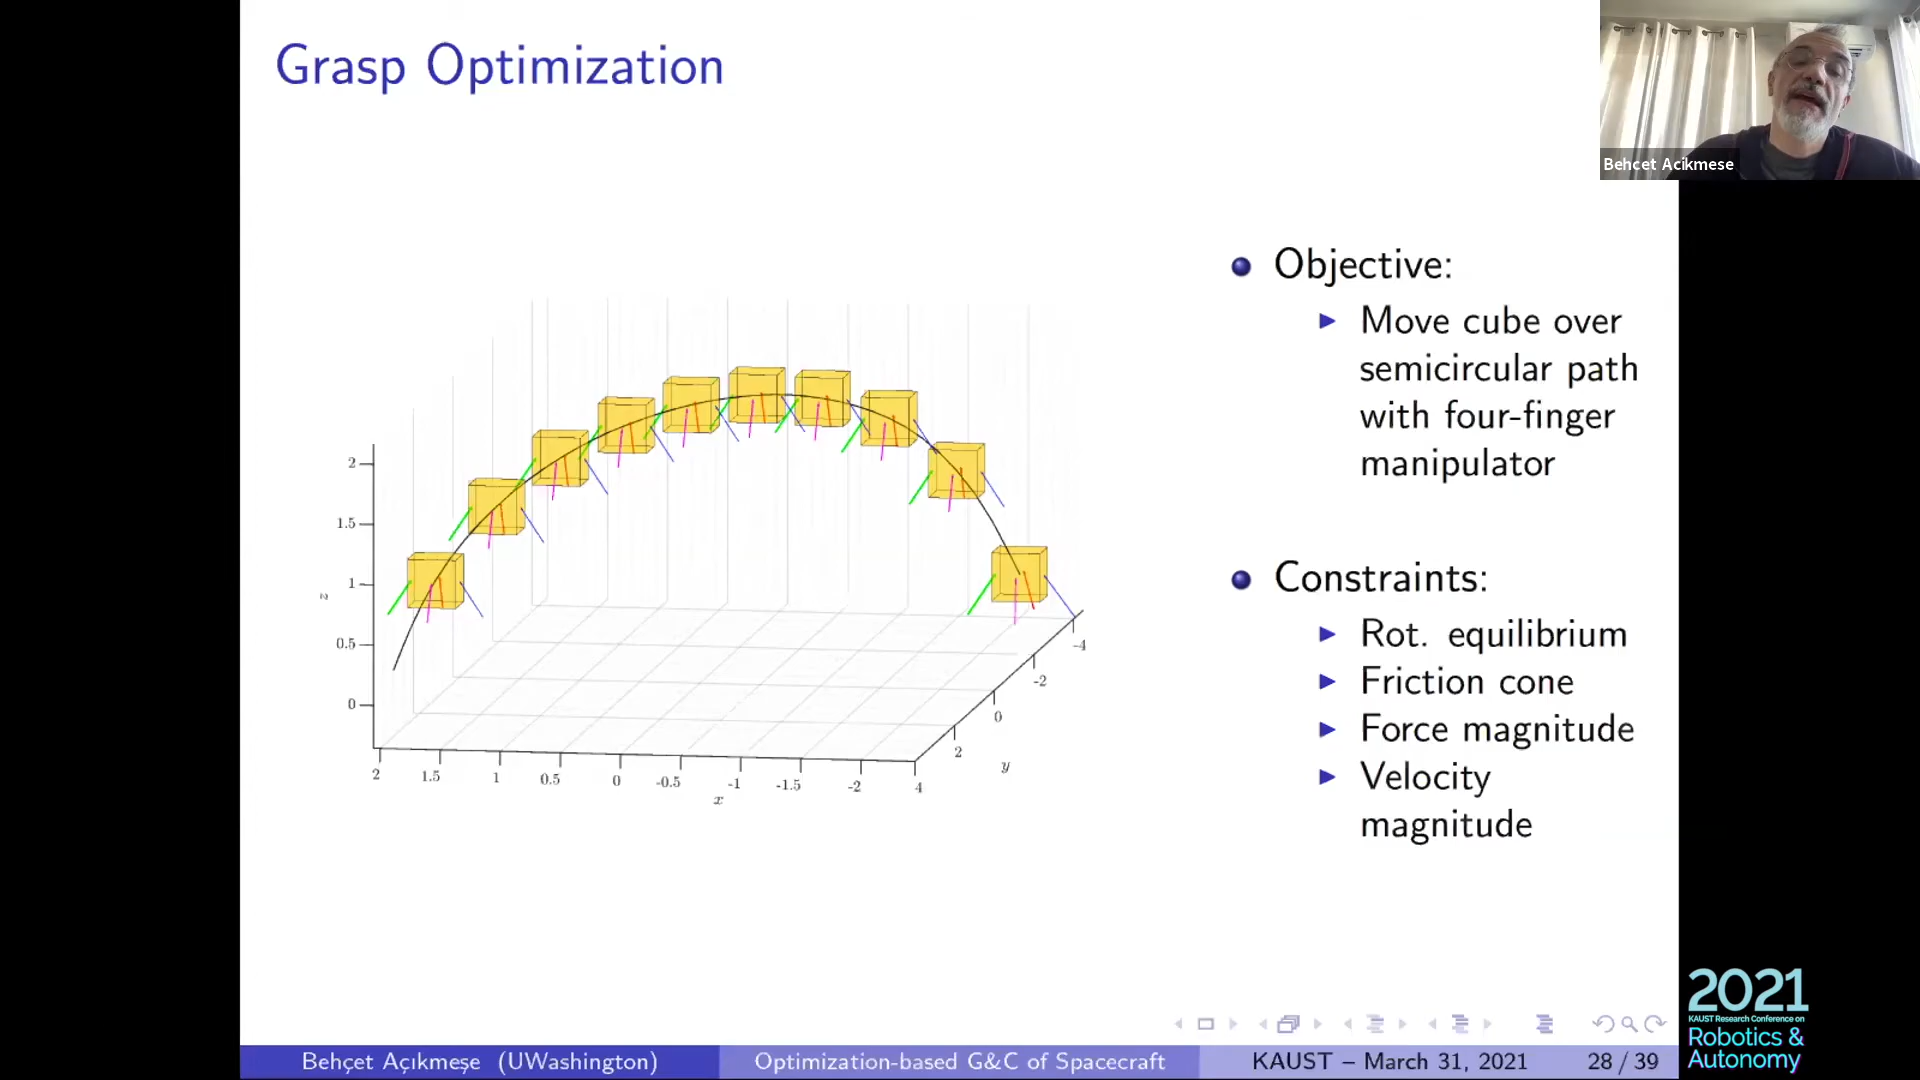 Grasp Optimization
Behcet Acikmese
Objective:
Move cube over
semicircular path
with four-finger
manipulator
Constraints:
Rot. equilibrium
Friction cone
Force magnitude
Velocity
magnitude
2
1.5
1
0.5
0
z
2
1.5
1
0.5
0
-0.5
-1
-1.5
-2
x
4
2
0
-2
-4
y
Behçet Açıkmeşe (UWashington)
Optimization-based G&C of Spacecraft
KAUST – March 31, 2021
28 / 39
2021
KAUST Research Conference on
Robotics &
Autonomy